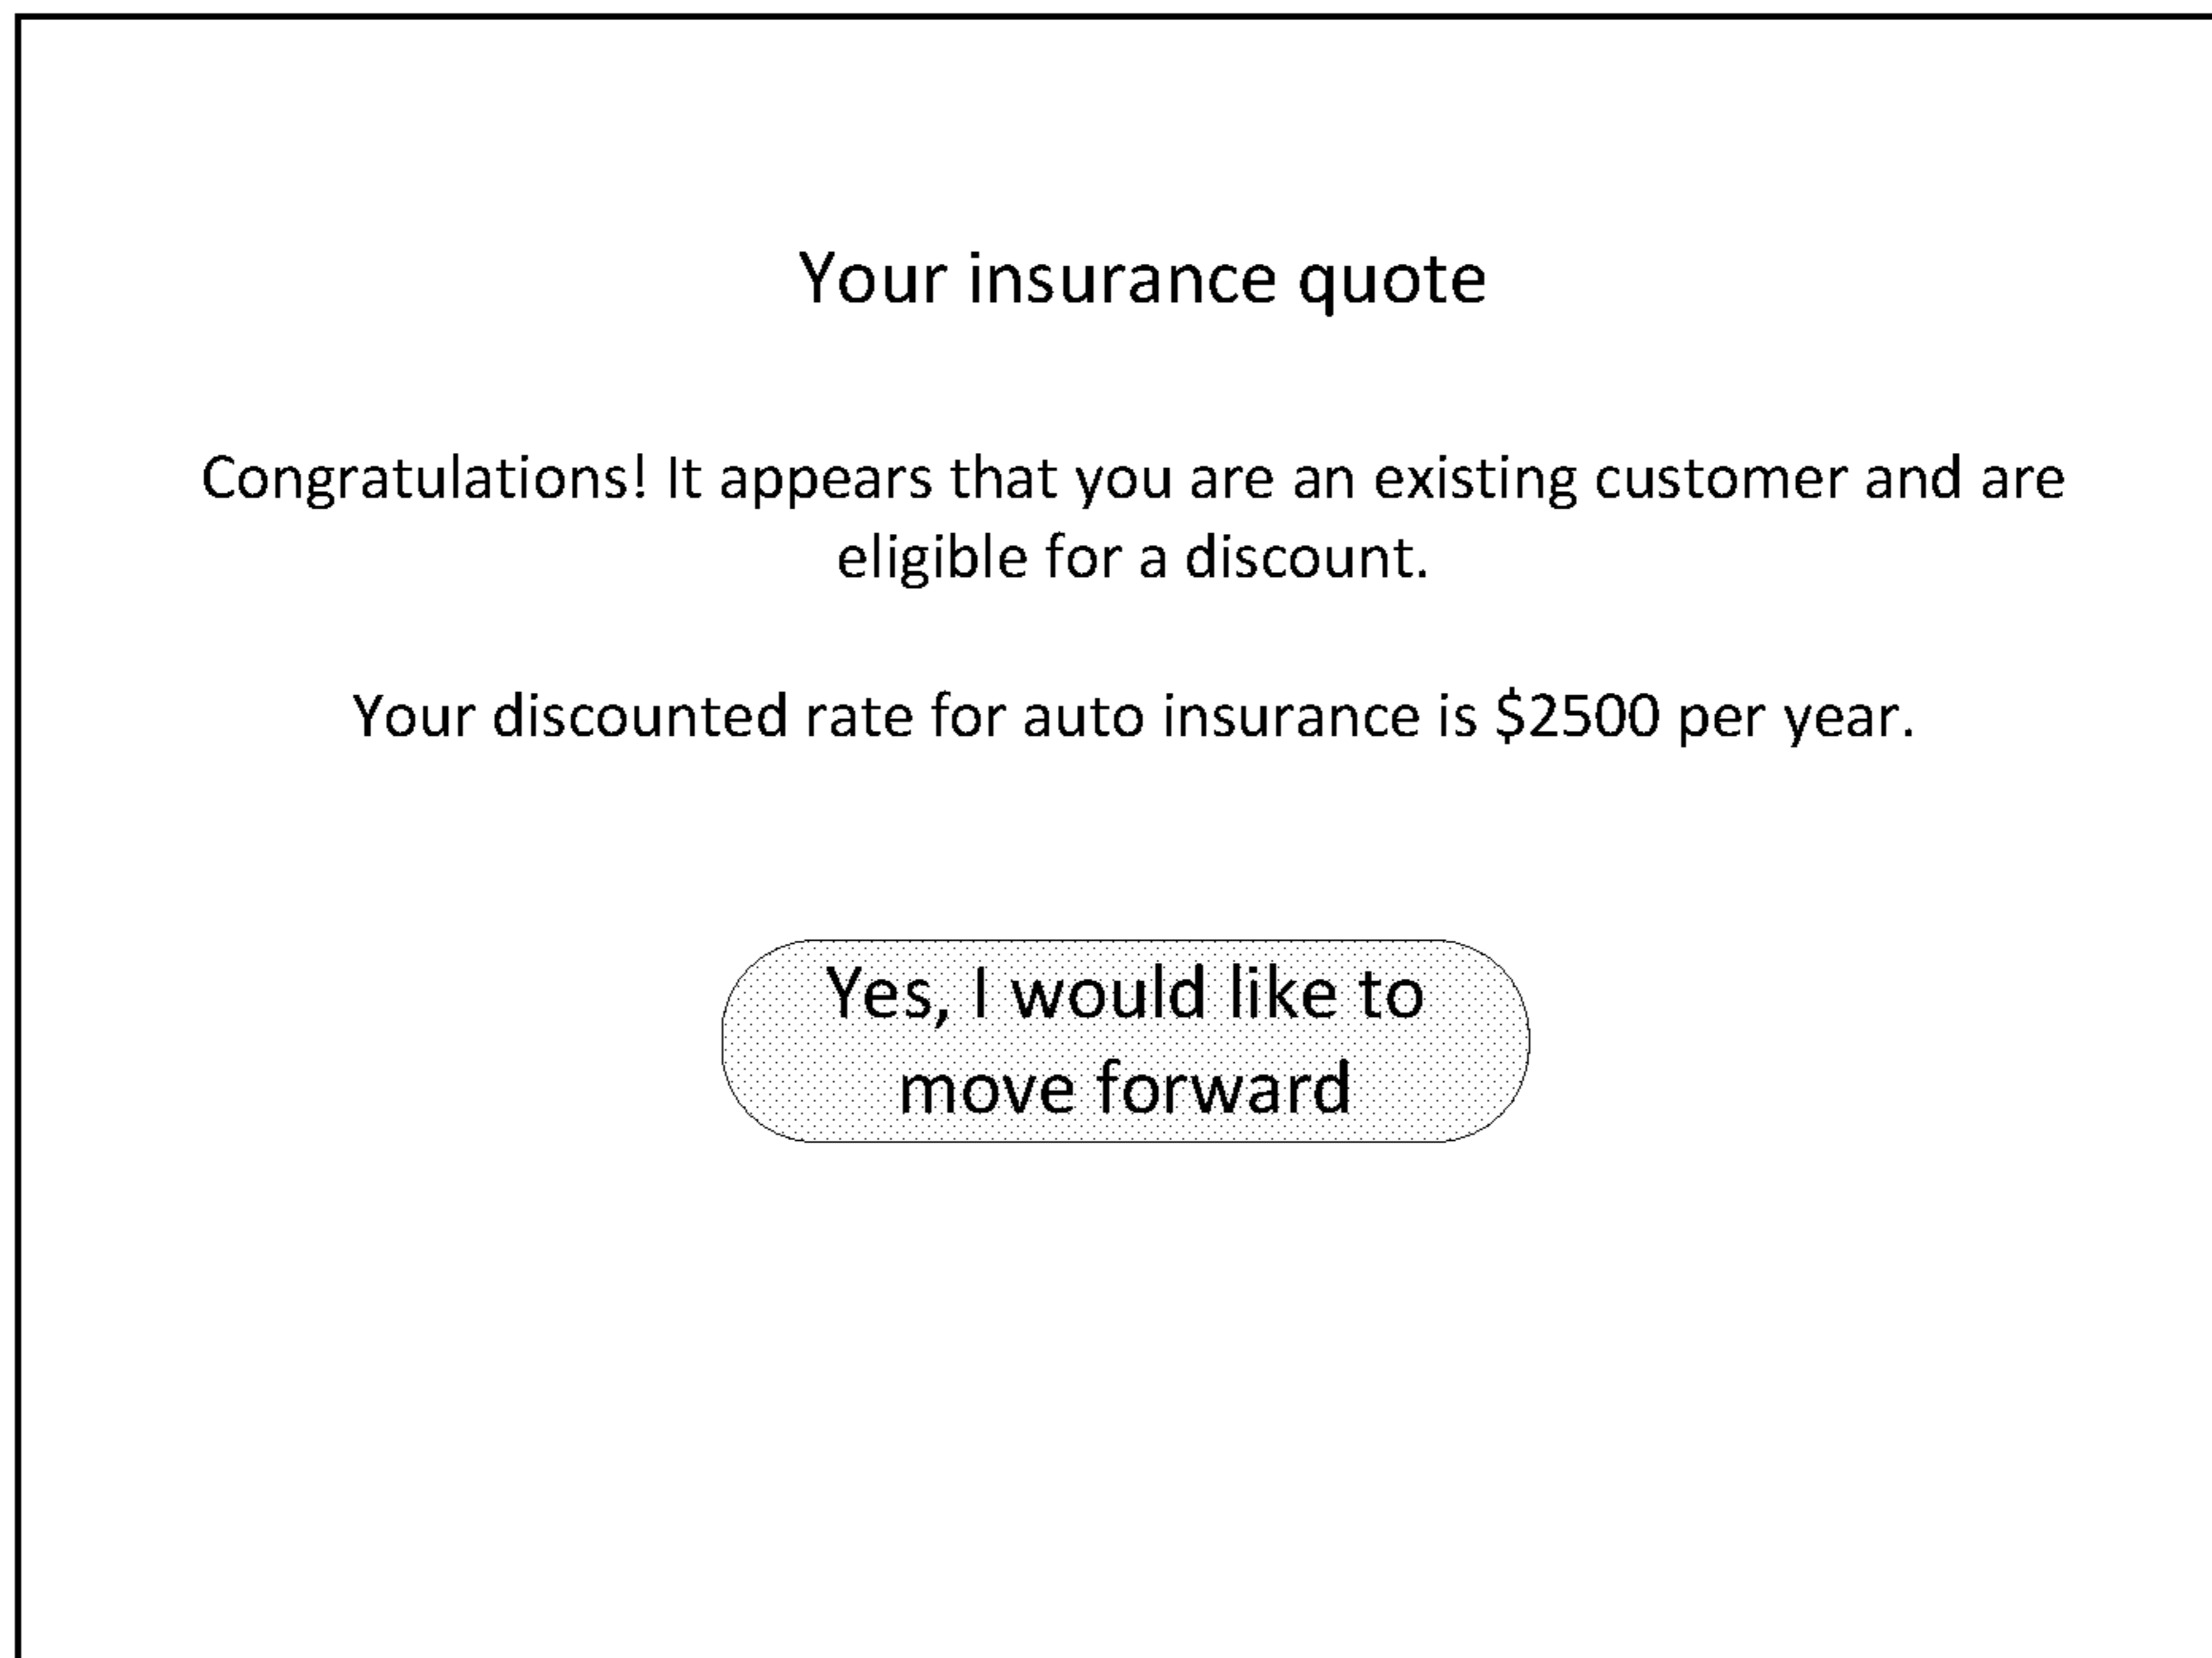 Your insurance quote
Congratulations! It appears that you are an existing customer and are
eligible for a discount.
Your discounted rate for auto insurance is $2500 per year.
Yes, I would like to
move forward